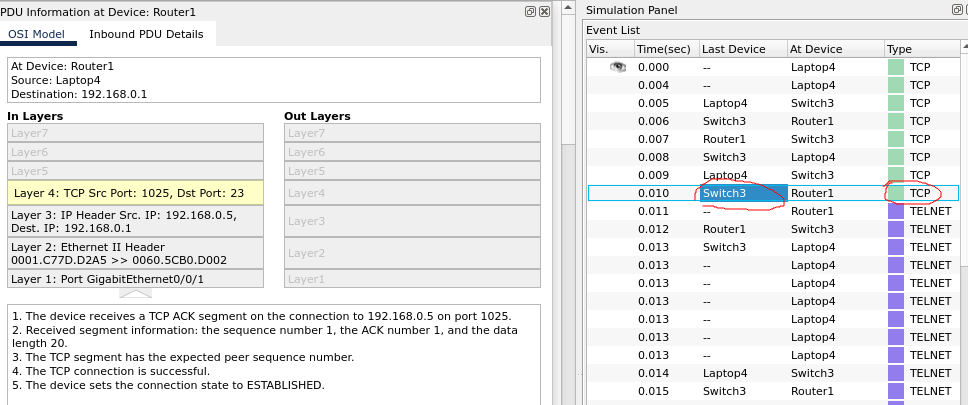 PDU Information at Device: Router1
OSI Model Inbound PDU Details
At Device: Router1
Source: Laptop4
Destination: 192.168.0.1
In Layers
Layer7
Layer6
Layer5
Layer 4: TCP Src Port: 1025, Dst Port: 23
Layer 3: IP Header Src. IP: 192.168.0.5,
Dest. IP: 192.168.0.1
Layer 2: Ethernet II Header
0001.C77D.D2A5 >> 0060.5CB0.D002
Layer 1: Port GigabitEthernet0/0/1
Out Layers
Layer7
Layer6
Layer5
Layer4
Layer3
Layer2
Layer1
1. The device receives a TCP ACK segment on the connection to 192.168.0.5 on port 1025.
2. Received segment information: the sequence number 1, the ACK number 1, and the data
length 20.
3. The TCP segment has the expected peer sequence number.
4. The TCP connection is successful.
5. The device sets the connection state to ESTABLISHED.
Simulation Panel
Event List
Vis. Time(sec) Last Device At Device Type
0.000 -- Laptop4 TCP
0.004 -- Laptop4 TCP
0.005 Laptop4 Switch3 TCP
0.006 Switch3 Router1 TCP
0.007 Router1 Switch3 TCP
0.008 Switch3 Laptop4 TCP
0.009 Laptop4 Switch3 TCP
0.010 Switch3 Router1 TCP
0.011 -- Router1 TELNET
0.012 Router1 Switch3 TELNET
0.013 Switch3 Laptop4 TELNET
0.013 -- Laptop4 TELNET
0.013 -- Laptop4 TELNET
0.013 -- Laptop4 TELNET
0.013 -- Laptop4 TELNET
0.013 -- Laptop4 TELNET
0.013 -- Laptop4 TELNET
0.014 Laptop4 Switch3 TELNET
0.015 Switch3 Router1 TELNET